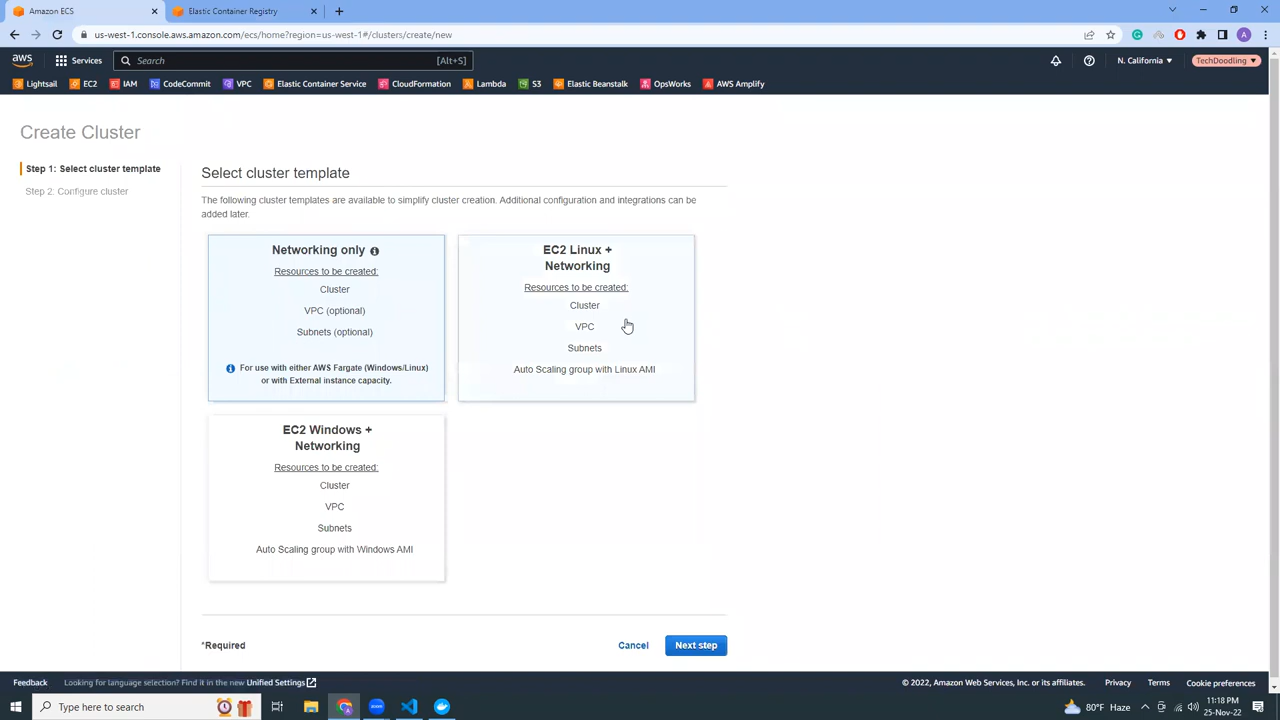 Amazon ECS
Elastic Container Registry
us-west-1.console.aws.amazon.com/ecs/home?region=us-west-1#/clusters/create/new
A
aws
Services
Search
[Alt+S]
N. California
TechDoodling
Lightsail
EC2
IAM
CodeCommit
VPC
Elastic Container Service
CloudFormation
Lambda
S3
Elastic Beanstalk
OpsWorks
AWS Amplify
Create Cluster
Step 1: Select cluster template
Step 2: Configure cluster
Select cluster template
The following cluster templates are available to simplify cluster creation. Additional configuration and integrations can be
added later.
Networking only
Resources to be created:
Cluster
VPC (optional)
Subnets (optional)
For use with either AWS Fargate (Windows/Linux)
or with External instance capacity.
EC2 Linux +
Networking
Resources to be created:
Cluster
VPC
Subnets
Auto Scaling group with Linux AMI
EC2 Windows +
Networking
Resources to be created:
Cluster
VPC
Subnets
Auto Scaling group with Windows AMI
*Required
Cancel
Next step
Feedback
Looking for language selection? Find it in the new Unified Settings
© 2022, Amazon Web Services, Inc. or its affiliates.
Privacy
Terms
Cookie preferences
Type here to search
zoom
80°F Haze
11:18 PM
25-Nov-22